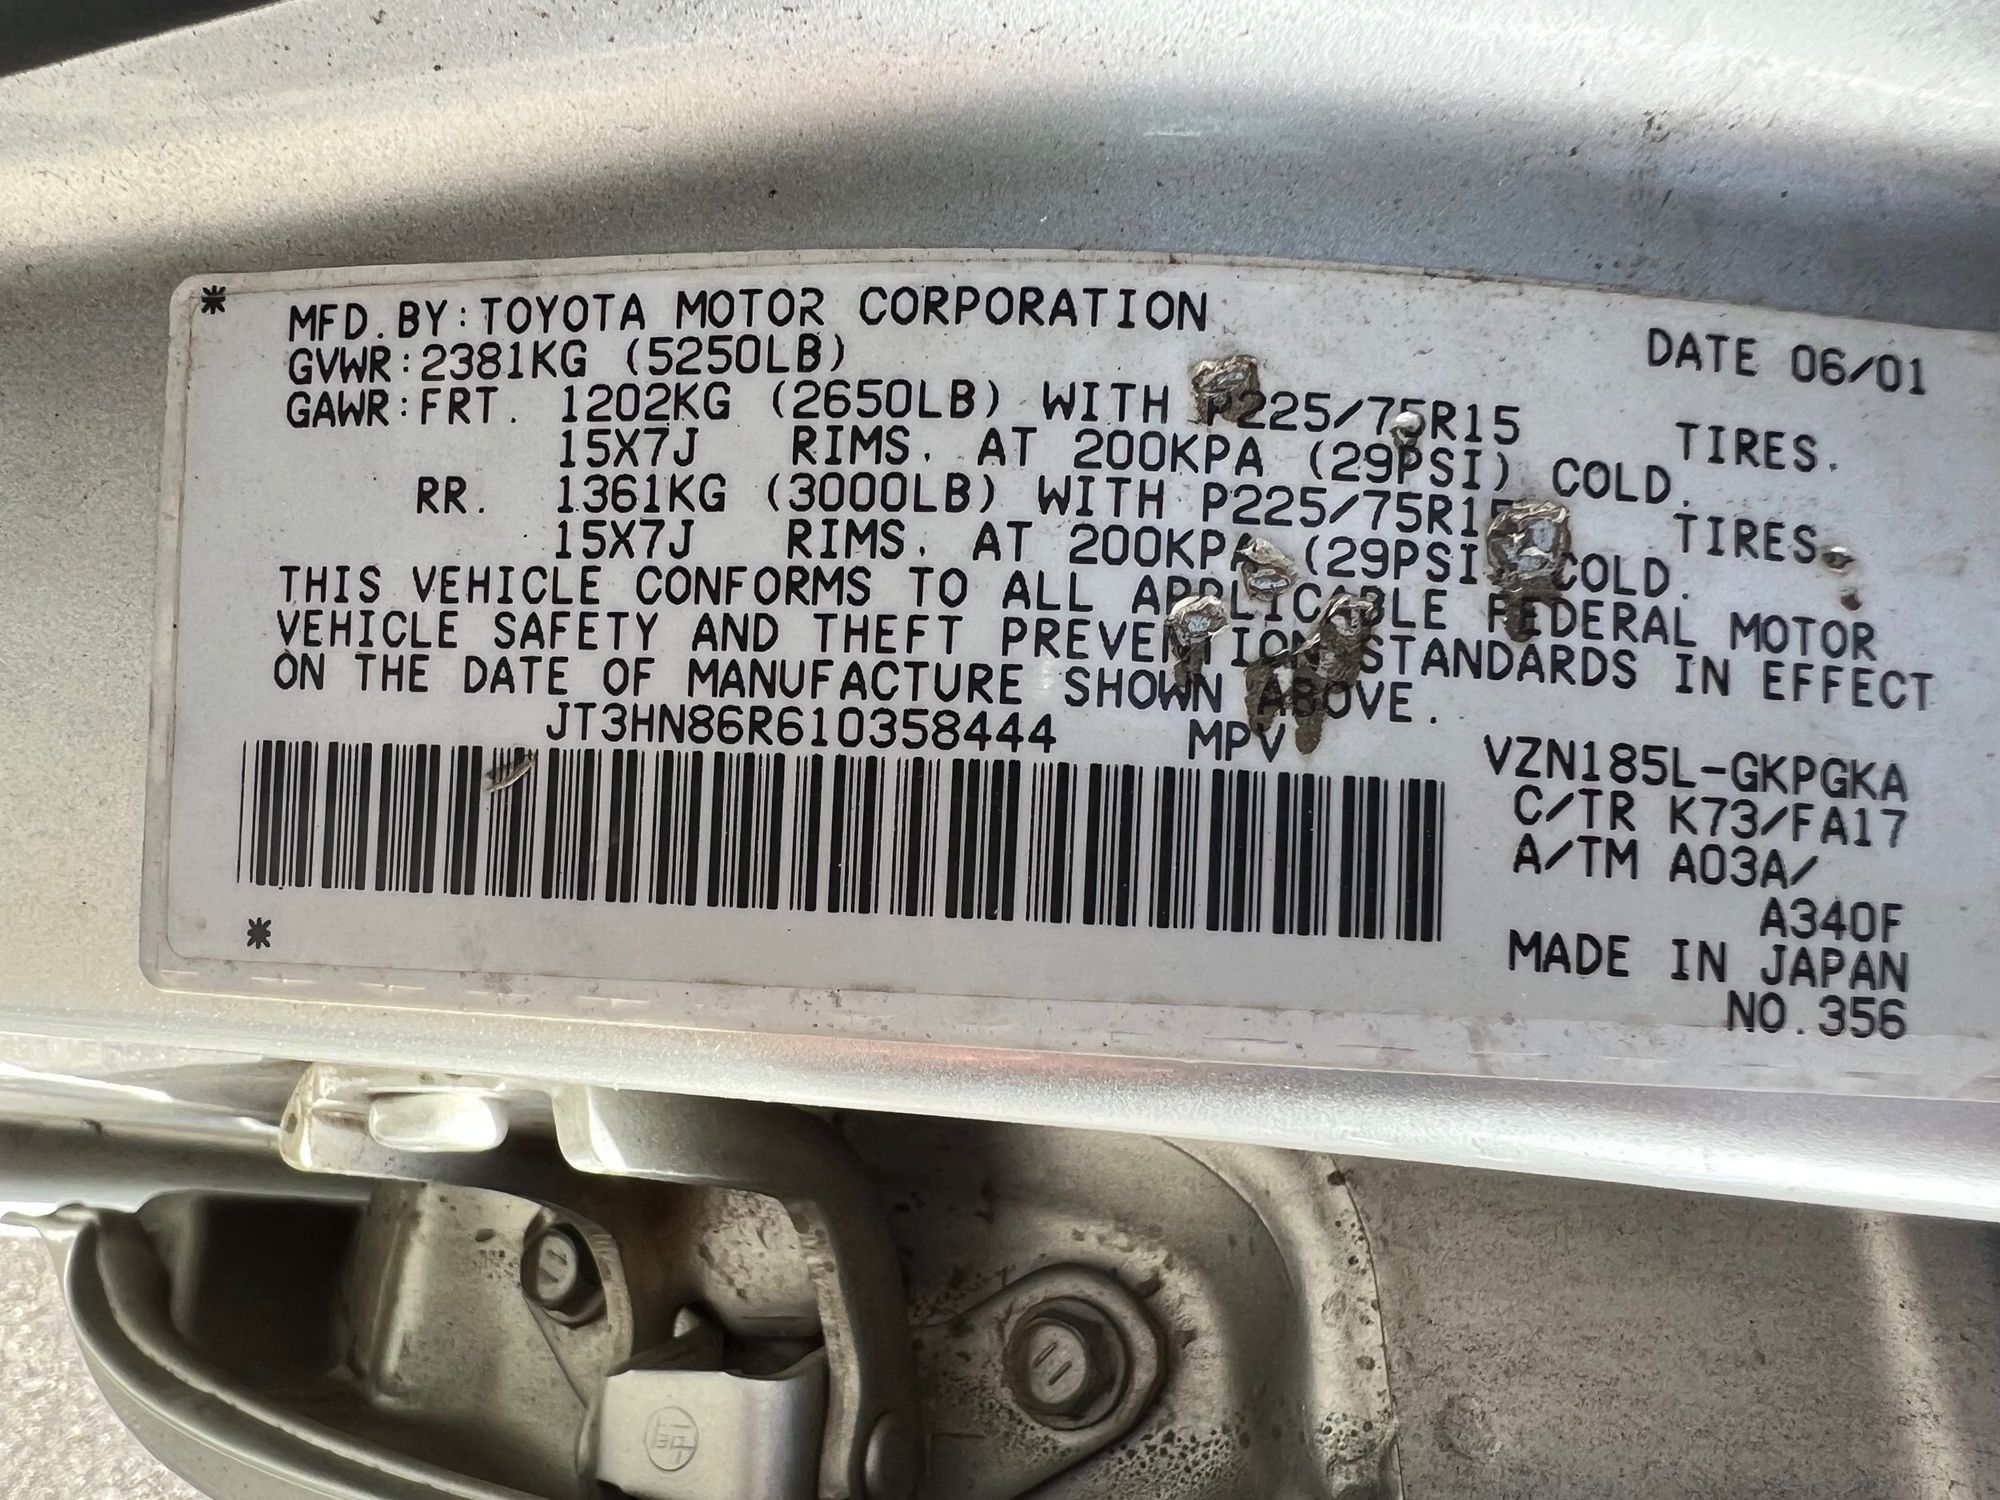 MFD. BY: TOYOTA MOTOR CORPORATION DATE 06/01
GVWR: 2381KG (5250LB)
GAWR: FRT. 1202KG (2650LB) WITH P225/75R15 TIRES.
15X7J RIMS. AT 200KPA (29PSI) COLD.
RR. 1361KG (3000LB) WITH P225/75R15 TIRES.
15X7J RIMS. AT 200KPA (29PSI) COLD.
THIS VEHICLE CONFORMS TO ALL APPLICABLE FEDERAL MOTOR
VEHICLE SAFETY AND THEFT PREVENTION STANDARDS IN EFFECT
ON THE DATE OF MANUFACTURE SHOWN ABOVE.
JT3HN86R610358444 MPV VZN185L-GKPGKA
C/TR K73/FA17
A/TM A03A/
A340F
MADE IN JAPAN
NO. 356